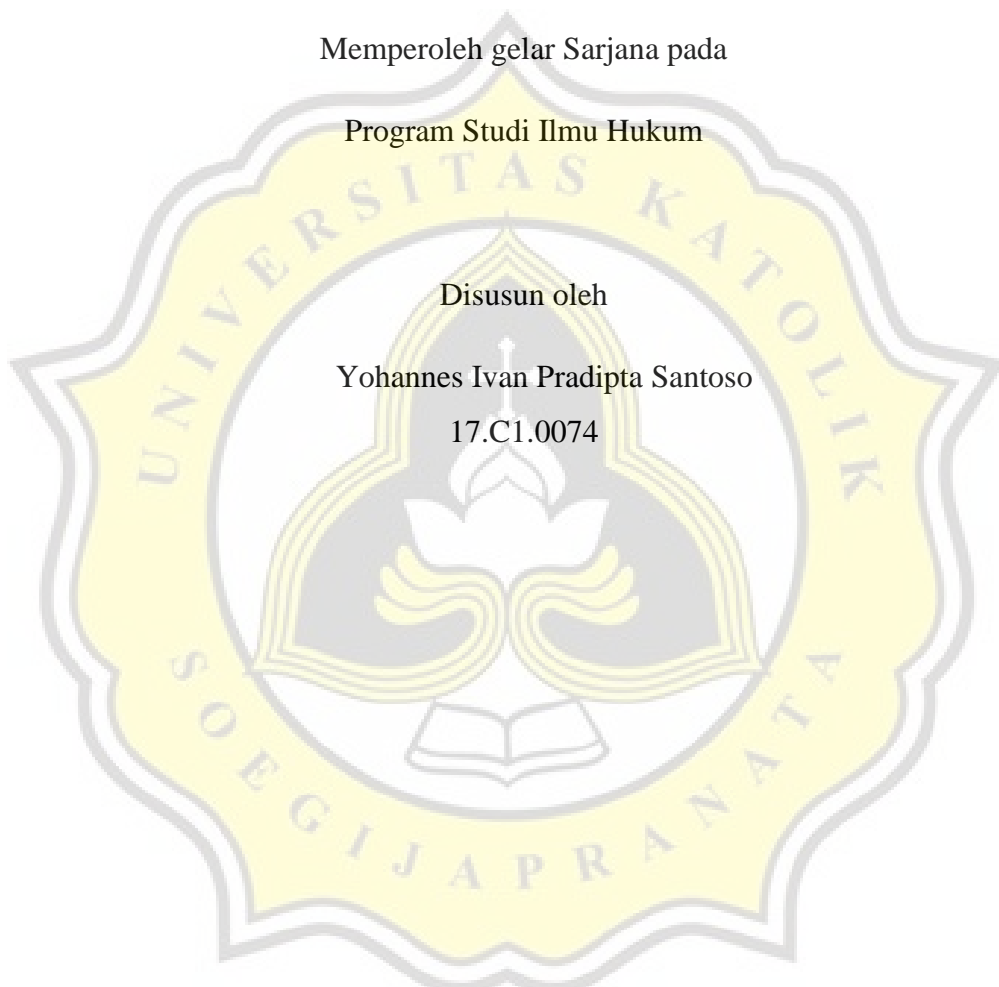 Memperoleh gelar Sarjana pada
Program Studi Ilmu Hukum
Disusun oleh
Yohannes Ivan Pradipta Santoso
17.C1.0074
UNIVERSITAS KATOLIK
SOEGIJAPRANATA